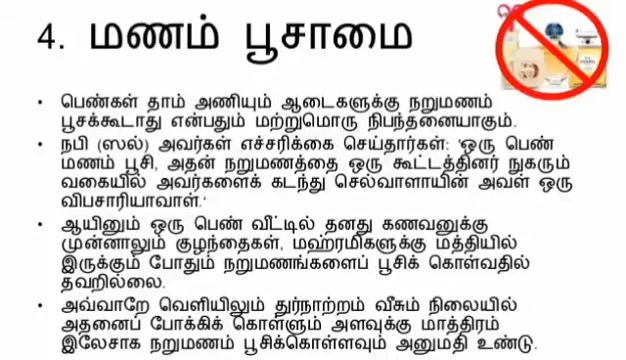 4. மணம் பூசாமை
• பெண்கள் தாம் அணியும் ஆடைகளுக்கு நறுமணம்
பூசக்கூடாது என்பதும் மற்றுமொரு நிபந்தனையாகும்.
• நபி (ஸல்) அவர்கள் எச்சரிக்கை செய்தார்கள்: 'ஒரு பெண்
மணம் பூசி, அதன் நறுமணத்தை ஒரு கூட்டத்தினர் நுகரும்
வகையில் அவர்களைக் கடந்து செல்வாளாயின் அவள் ஒரு
விபசாரியாவாள்.'
• ஆயினும் ஒரு பெண் வீட்டில் தனது கணவனுக்கு
முன்னாலும் குழந்தைகள், மஹ்ரமிகளுக்கு மத்தியில்
இருக்கும் போதும் நறுமணங்களைப் பூசிக் கொள்வதில்
தவறில்லை.
• அவ்வாறே வெளியிலும் துர்நாற்றம் வீசும் நிலையில்
அதனைப் போக்கிக் கொள்ளும் அளவுக்கு மாத்திரம்
இலேசாக நறுமணம் பூசிக்கொள்ளவும் அனுமதி உண்டு.